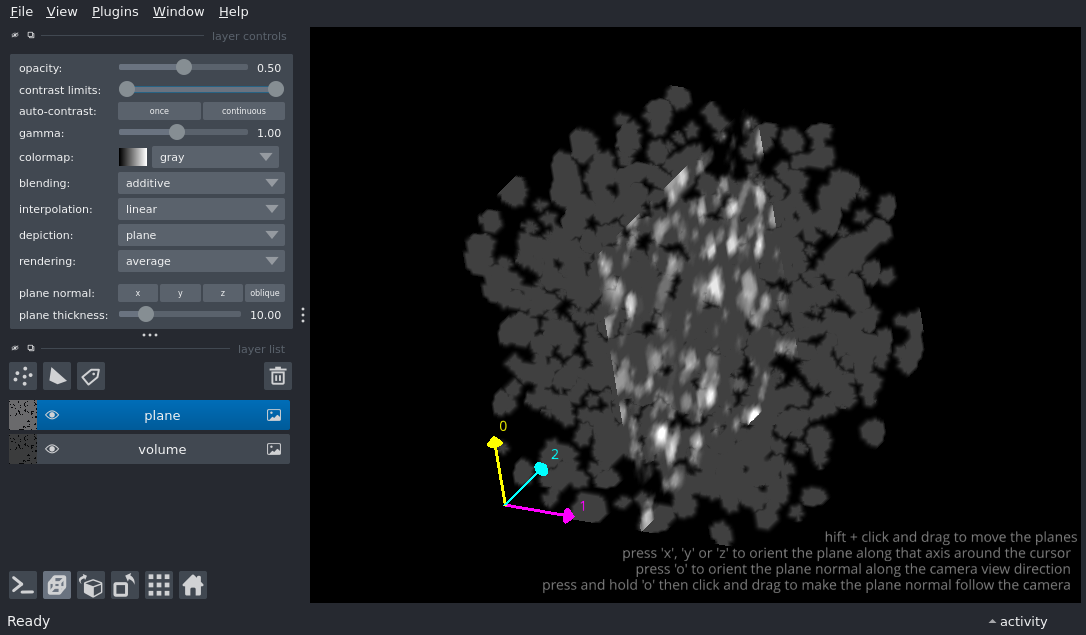 File View Plugins Window Help
layer controls
opacity: 0.50
contrast limits:
auto-contrast: once continuous
gamma: 1.00
colormap: gray
blending: additive
interpolation: linear
depiction: plane
rendering: average
plane normal: x y z oblique
plane thickness: 10.00
layer list
plane
volume
0
2
1
hift + click and drag to move the planes
press 'x', 'y' or 'z' to orient the plane along that axis around the cursor
press 'o' to orient the plane normal along the camera view direction
press and hold 'o' then click and drag to make the plane normal follow the camera
Ready
activity